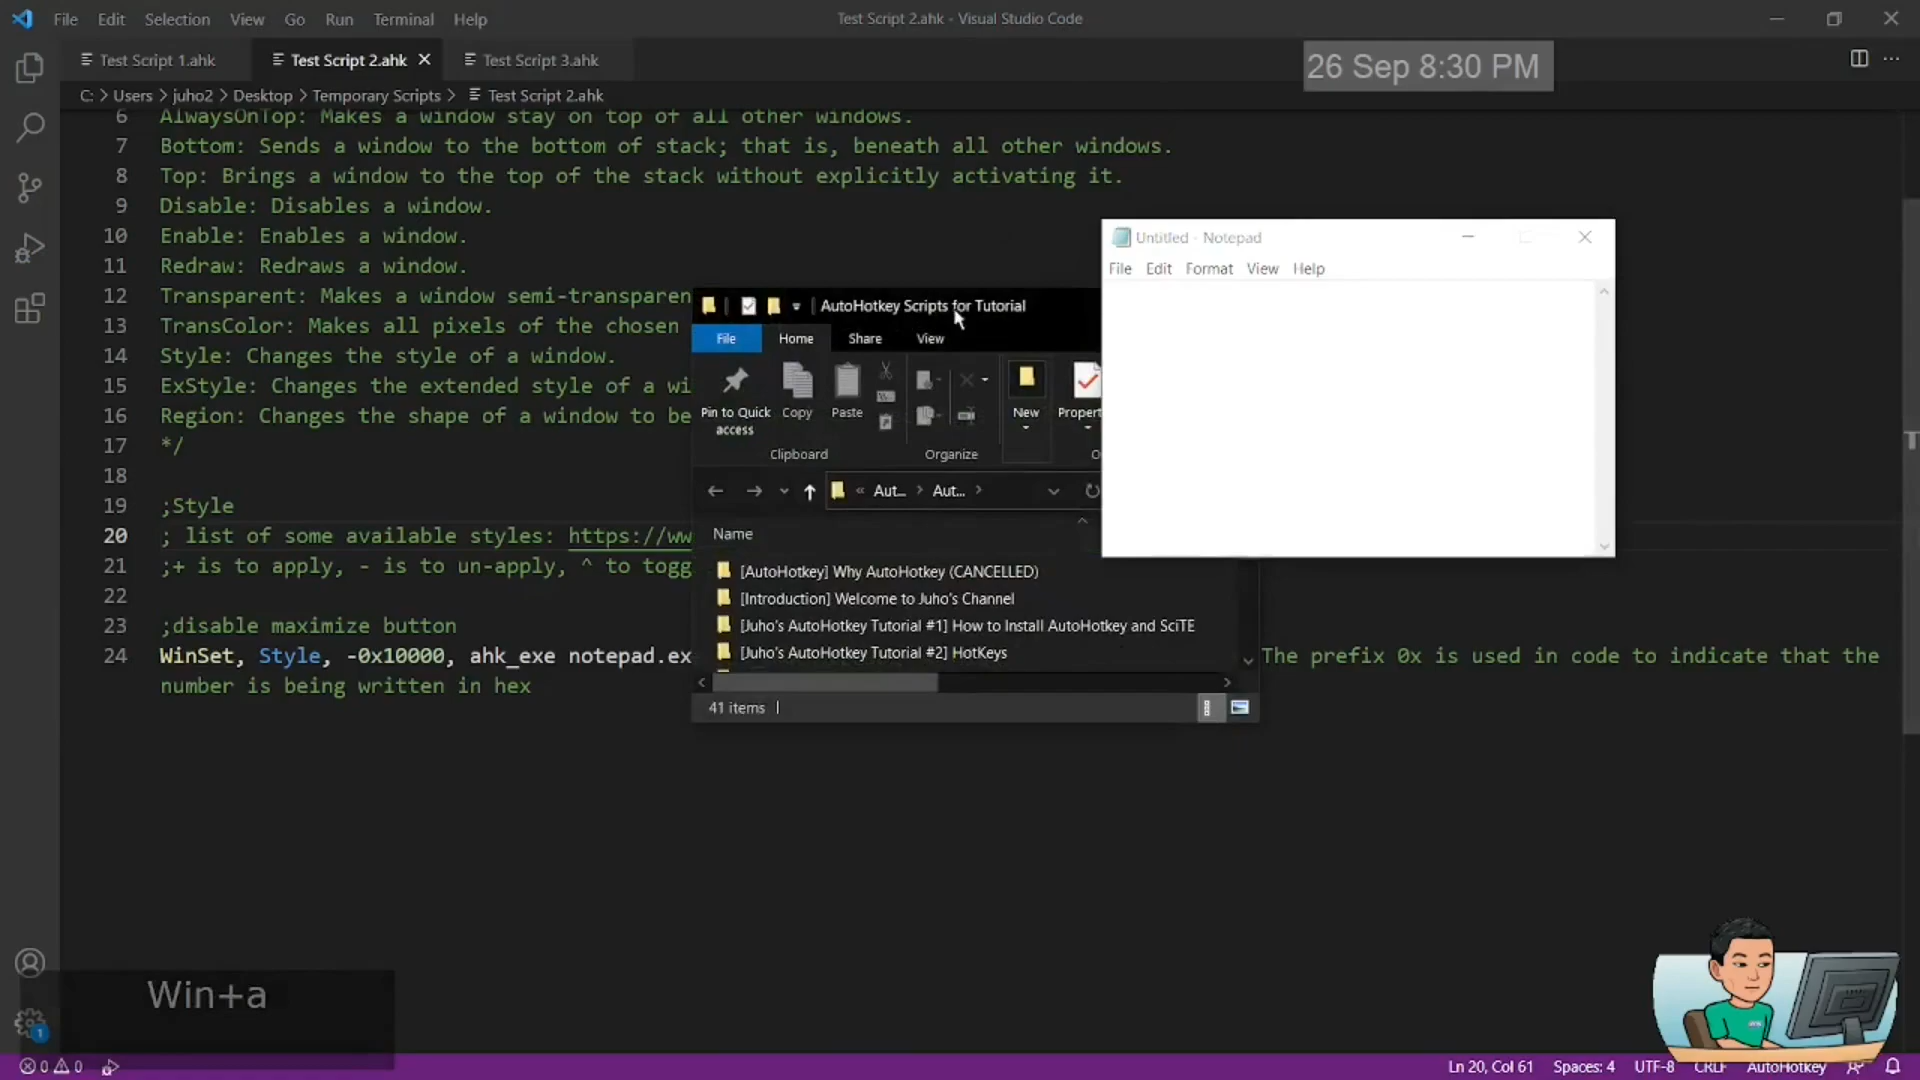 File Edit Selection View Go Run Terminal Help
Test Script 2.ahk - Visual Studio Code
Test Script 1.ahk
Test Script 2.ahk
Test Script 3.ahk
26 Sep 8:30 PM
C: > Users > juho2 > Desktop > Temporary Scripts > Test Script 2.ahk
6 AlwaysOnTop: Makes a window stay on top of all other windows.
7 Bottom: Sends a window to the bottom of stack; that is, beneath all other windows.
8 Top: Brings a window to the top of the stack without explicitly activating it.
9 Disable: Disables a window.
10 Enable: Enables a window.
11 Redraw: Redraws a window.
12 Transparent: Makes a window semi-transparen
13 TransColor: Makes all pixels of the chosen
14 Style: Changes the style of a window.
15 ExStyle: Changes the extended style of a wi
16 Region: Changes the shape of a window to be
17 */
18
19 ;Style
20 ; list of some available styles: https://ww
21 ;+ is to apply, - is to un-apply, ^ to togg
22
23 ;disable maximize button
24 WinSet, Style, -0x10000, ahk_exe notepad.ex
The prefix 0x is used in code to indicate that the
number is being written in hex
Untitled - Notepad
File Edit Format View Help
AutoHotkey Scripts for Tutorial
File Home Share View
Pin to Quick access
Copy
Paste
New
Propert
Clipboard
Organize
« Aut... > Aut... >
Name
[AutoHotkey] Why AutoHotkey (CANCELLED)
[Introduction] Welcome to Juho's Channel
[Juho's AutoHotkey Tutorial #1] How to Install AutoHotkey and SciTE
[Juho's AutoHotkey Tutorial #2] HotKeys
41 items
Win+a
1
0 0
Ln 20, Col 61 Spaces: 4 UTF-8 CRLF AutoHotkey